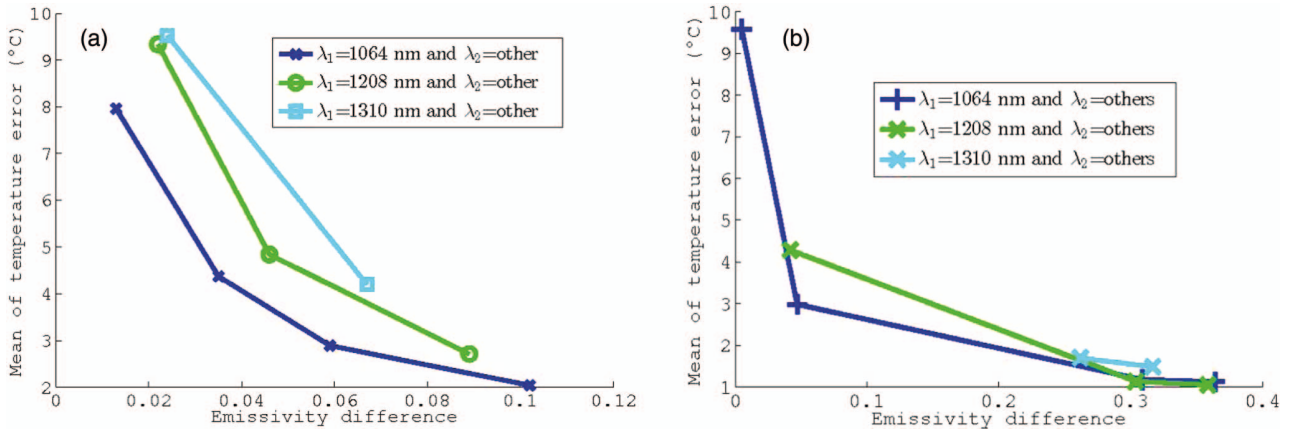 (a)
Mean of temperature error (°C)
10
9
8
7
6
5
4
3
2
0
0.02
0.04
0.06
0.08
0.1
0.12
Emissivity difference
λ₁=1064 nm and λ₂=other
λ₁=1208 nm and λ₂=other
λ₁=1310 nm and λ₂=other
(b)
Mean of temperature error (°C)
10
9
8
7
6
5
4
3
2
1
0
0.1
0.2
0.3
0.4
Emissivity difference
λ₁=1064 nm and λ₂=others
λ₁=1208 nm and λ₂=others
λ₁=1310 nm and λ₂=others